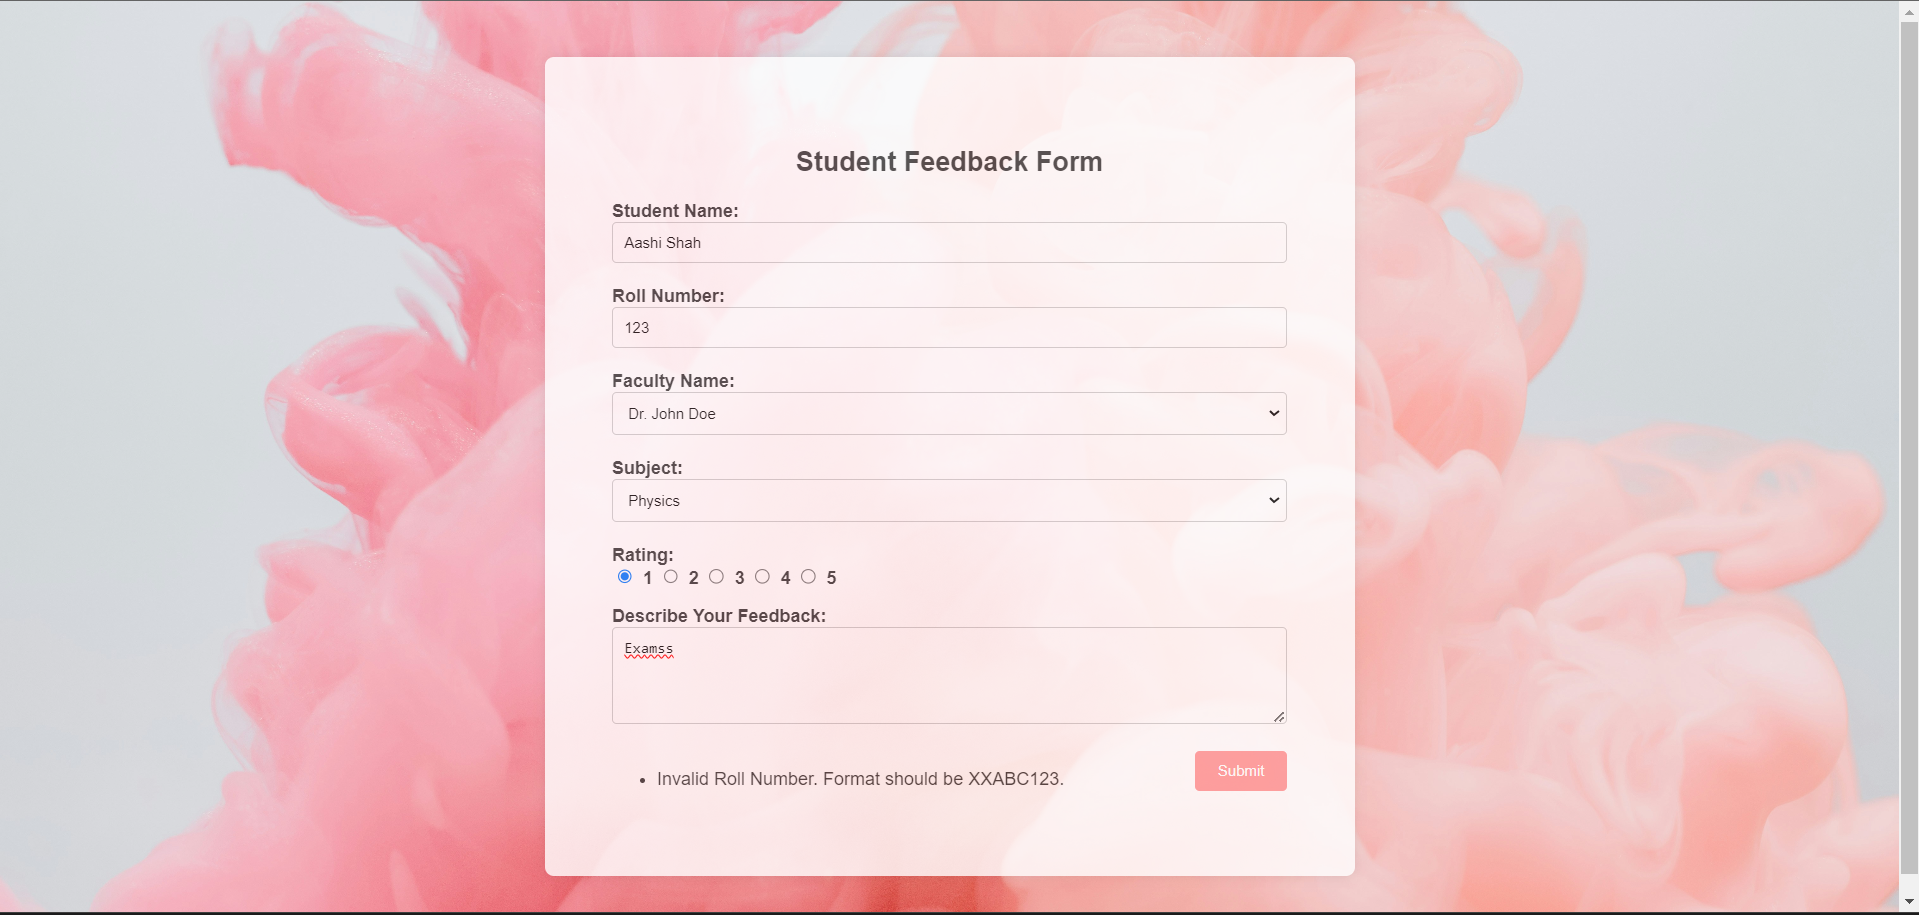 Student Feedback Form
Student Name:
Aashi Shah
Roll Number:
123
Faculty Name:
Dr. John Doe
Subject:
Physics
Rating:
1 2 3 4 5
Describe Your Feedback:
Examss
Invalid Roll Number. Format should be XXABC123.
Submit